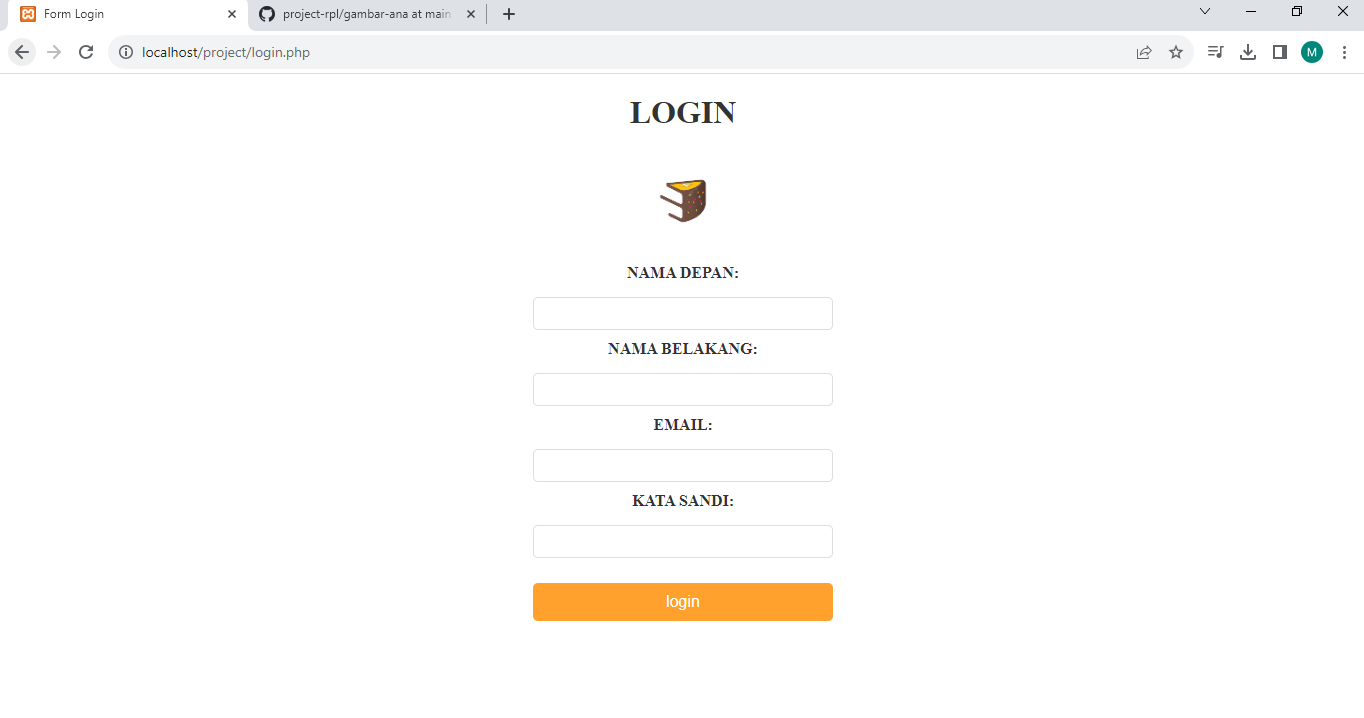 Form Login
project-rpl/gambar-ana at main
localhost/project/login.php
M
LOGIN
NAMA DEPAN:
NAMA BELAKANG:
EMAIL:
KATA SANDI:
login